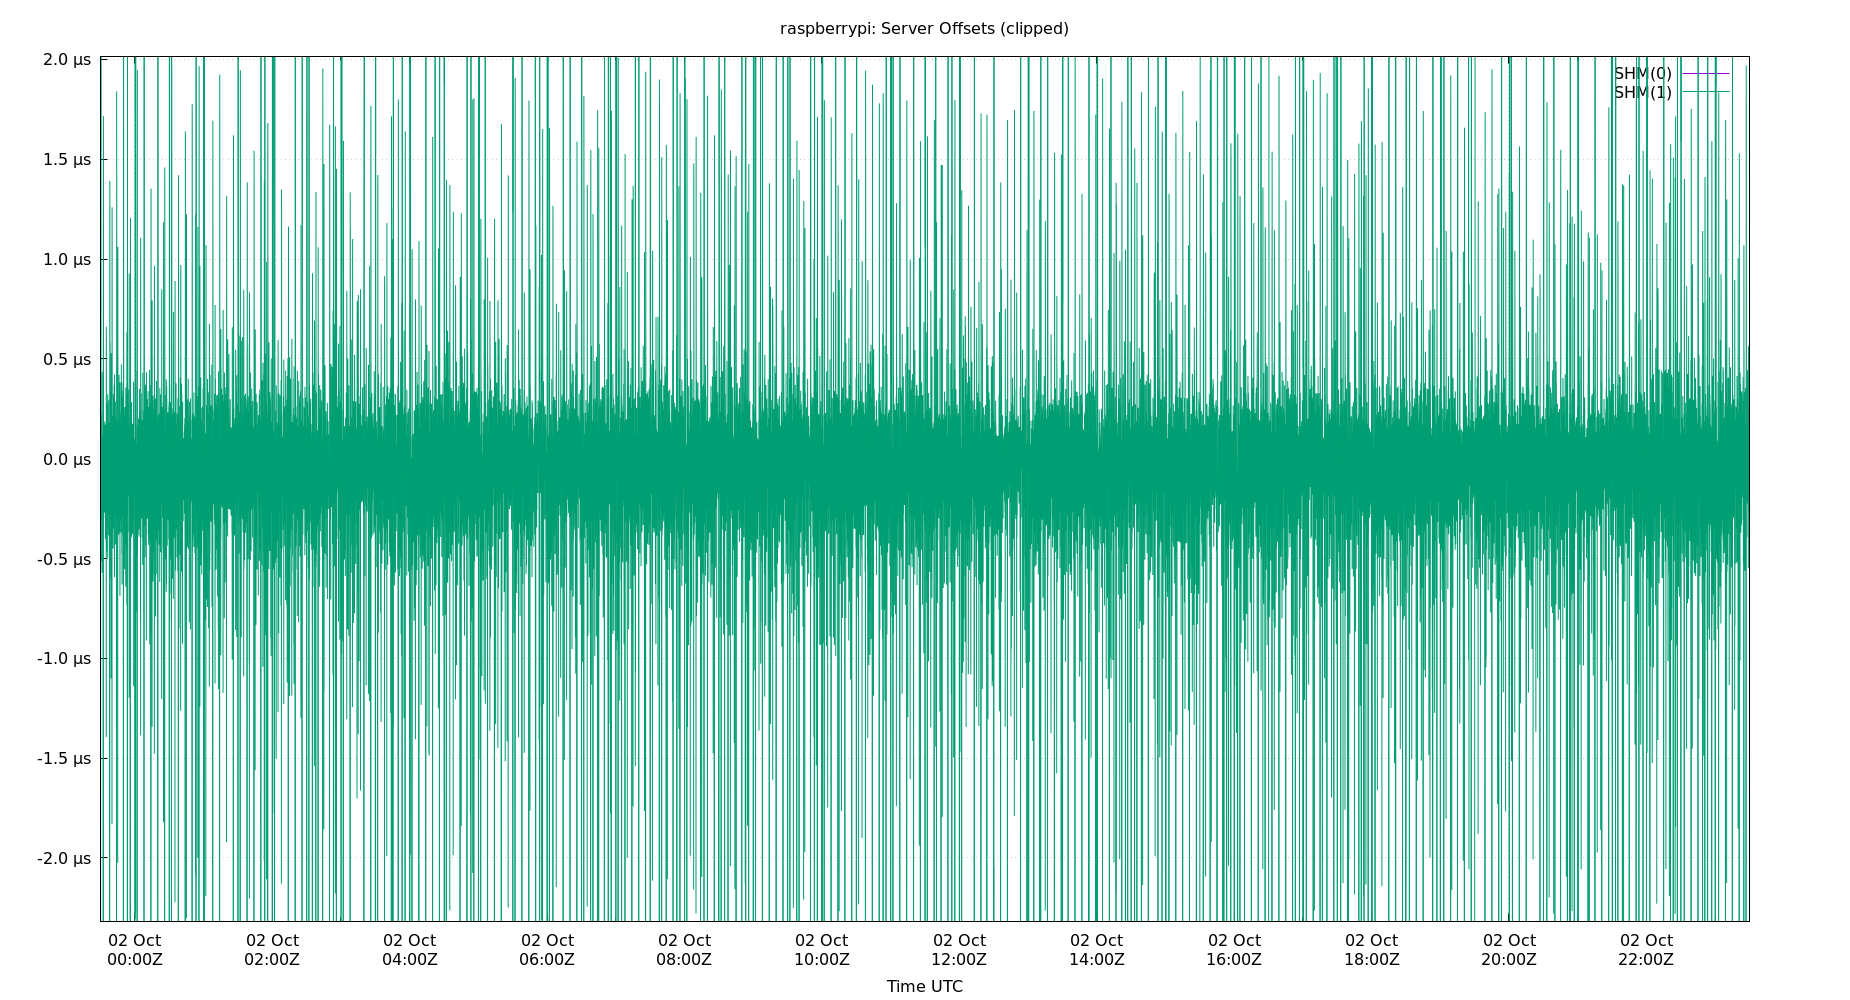 raspberrypi: Server Offsets (clipped)
2.0 µs
1.5 µs
1.0 µs
0.5 µs
0.0 µs
-0.5 µs
-1.0 µs
-1.5 µs
-2.0 µs
SHM(0)
SHM(1)
02 Oct 02 Oct 02 Oct 02 Oct 02 Oct 02 Oct 02 Oct 02 Oct 02 Oct 02 Oct 02 Oct 02 Oct
00:00Z 02:00Z 04:00Z 06:00Z 08:00Z 10:00Z 12:00Z 14:00Z 16:00Z 18:00Z 20:00Z 22:00Z
Time UTC